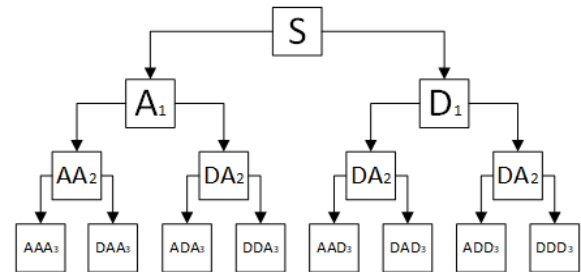 S
A1 D1
AA2 DA2 DA2 DA2
AAA3 DAA3 ADA3 DDA3 AAD3 DAD3 ADD3 DDD3